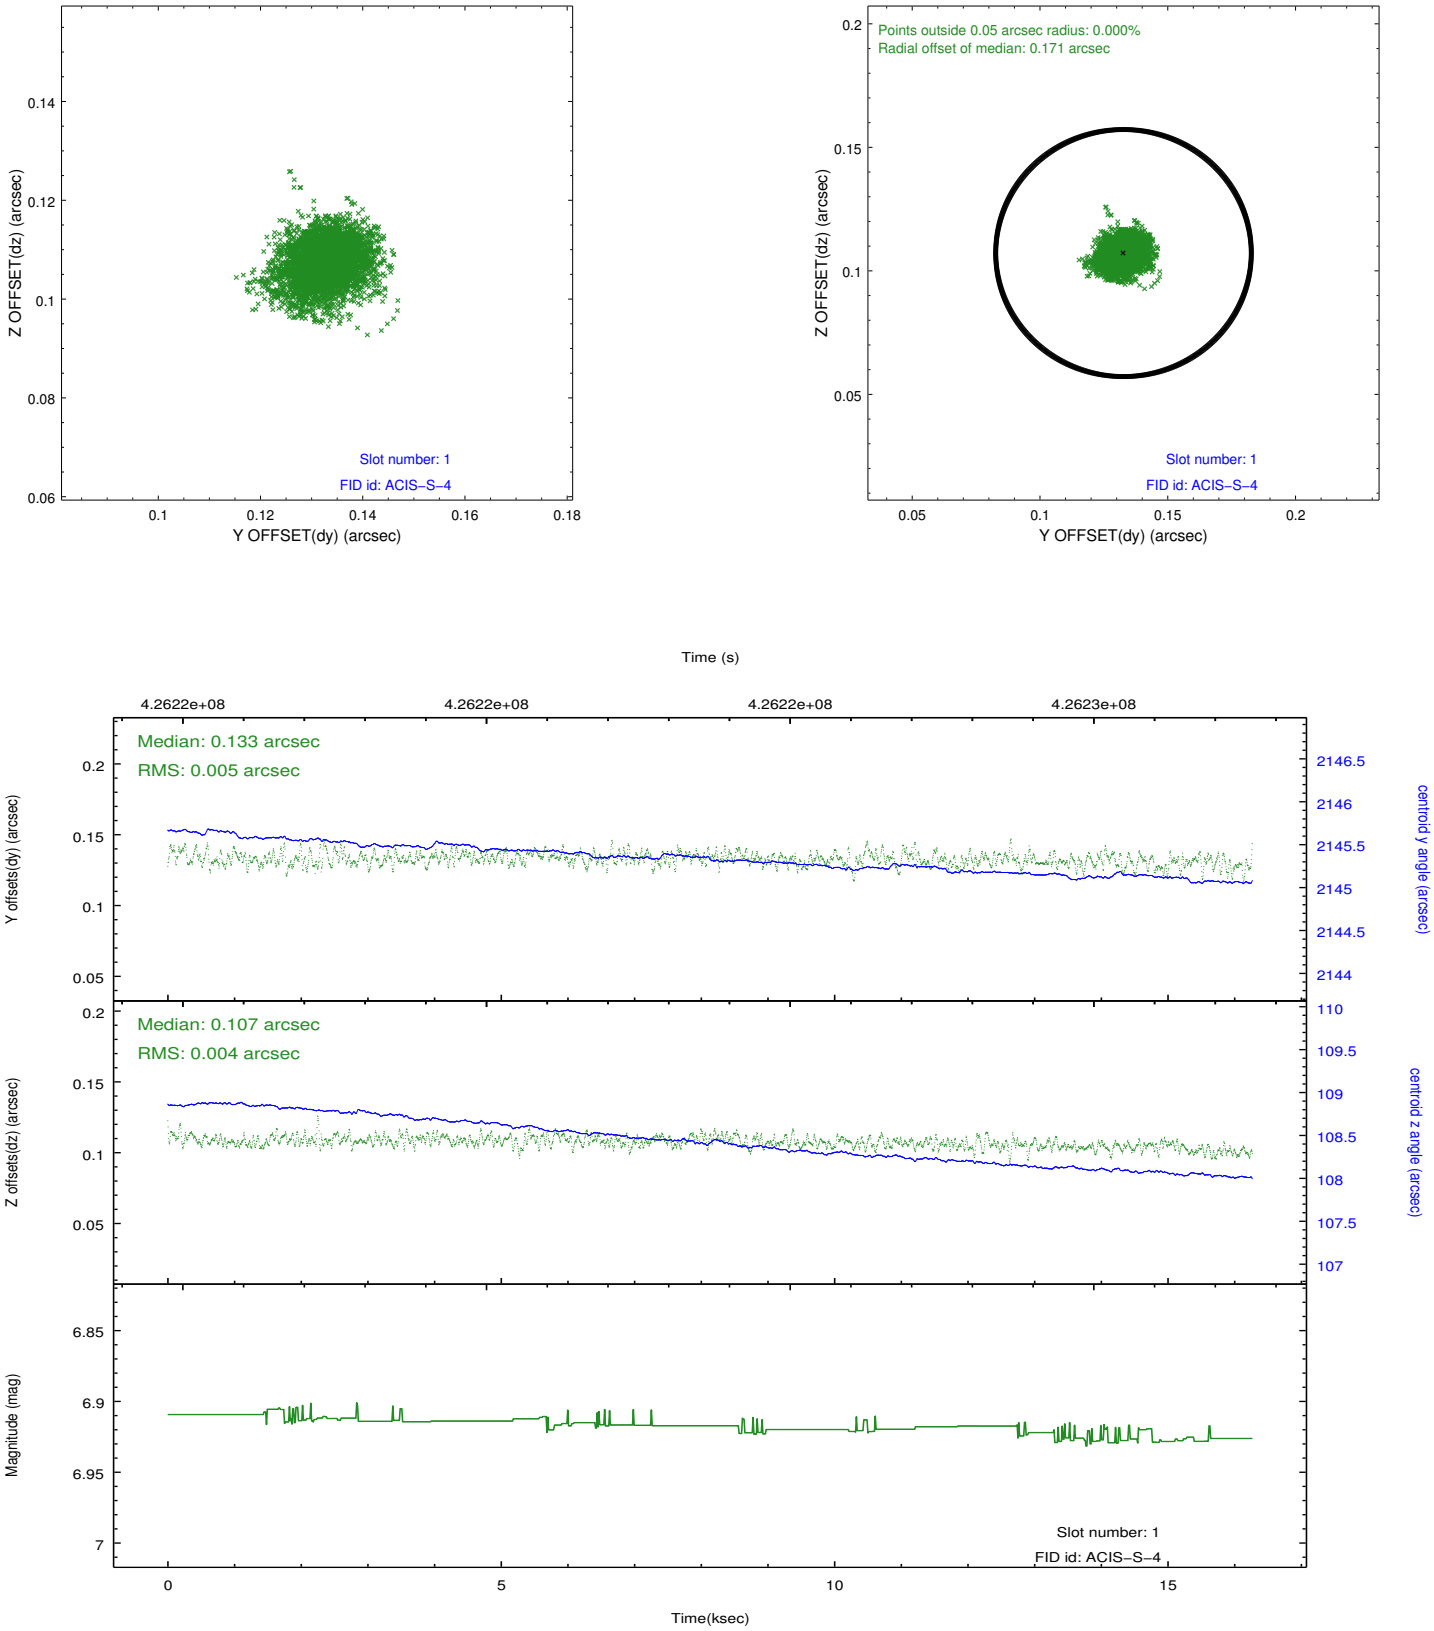 0.14
0.12
0.1
0.08
0.06
Z OFFSET(dz) (arcsec)
Slot number: 1
FID id: ACIS−S−4
0.1
0.12
0.14
0.16
0.18
Y OFFSET(dy) (arcsec)
Points outside 0.05 arcsec radius: 0.000%
Radial offset of median: 0.171 arcsec
0.2
0.15
0.1
0.05
Z OFFSET(dz) (arcsec)
Slot number: 1
FID id: ACIS−S−4
0.05
0.1
0.15
0.2
Y OFFSET(dy) (arcsec)
Time (s)
4.2622e+08
4.2622e+08
4.2622e+08
4.2623e+08
Median: 0.133 arcsec
RMS: 0.005 arcsec
0.2
0.15
0.1
0.05
Y offsets(dy) (arcsec)
2146.5
2146
2145.5
2145
2144.5
2144
centroid y angle (arcsec)
Median: 0.107 arcsec
RMS: 0.004 arcsec
0.2
0.15
0.1
0.05
Z offsets(dz) (arcsec)
110
109.5
109
108.5
108
107.5
107
centroid z angle (arcsec)
6.85
6.9
6.95
7
Magnitude (mag)
Slot number: 1
FID id: ACIS−S−4
0
5
10
15
Time(ksec)